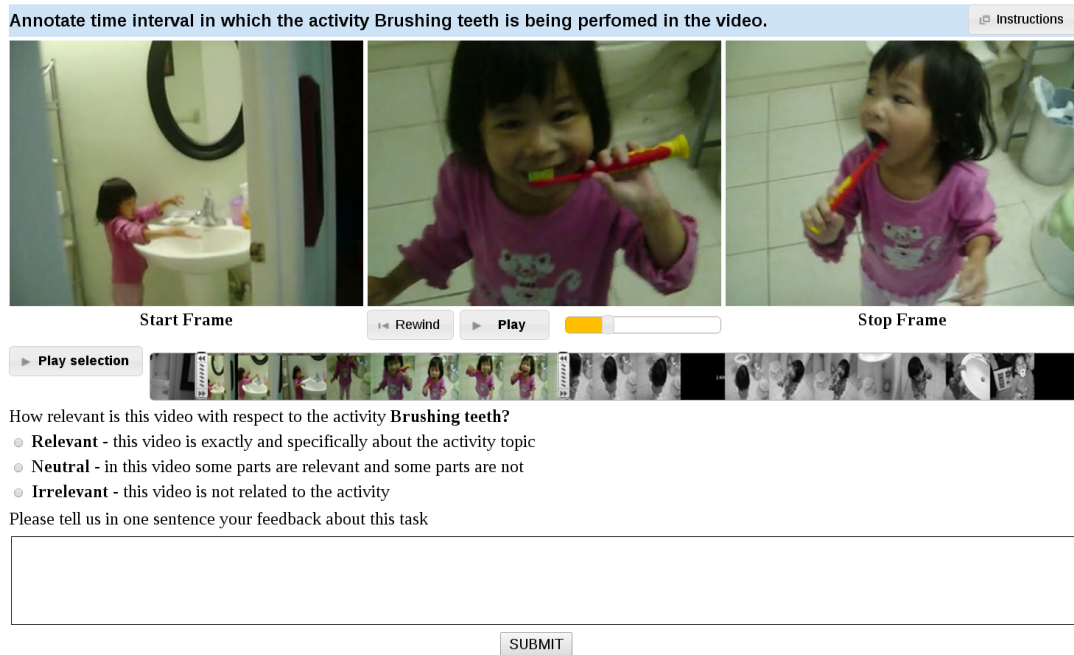 Annotate time interval in which the activity Brushing teeth is being perfomed in the video.
Instructions
Start Frame
Rewind
Play
Stop Frame
Play selection
How relevant is this video with respect to the activity Brushing teeth?
Relevant - this video is exactly and specifically about the activity topic
Neutral - in this video some parts are relevant and some parts are not
Irrelevant - this video is not related to the activity
Please tell us in one sentence your feedback about this task
SUBMIT